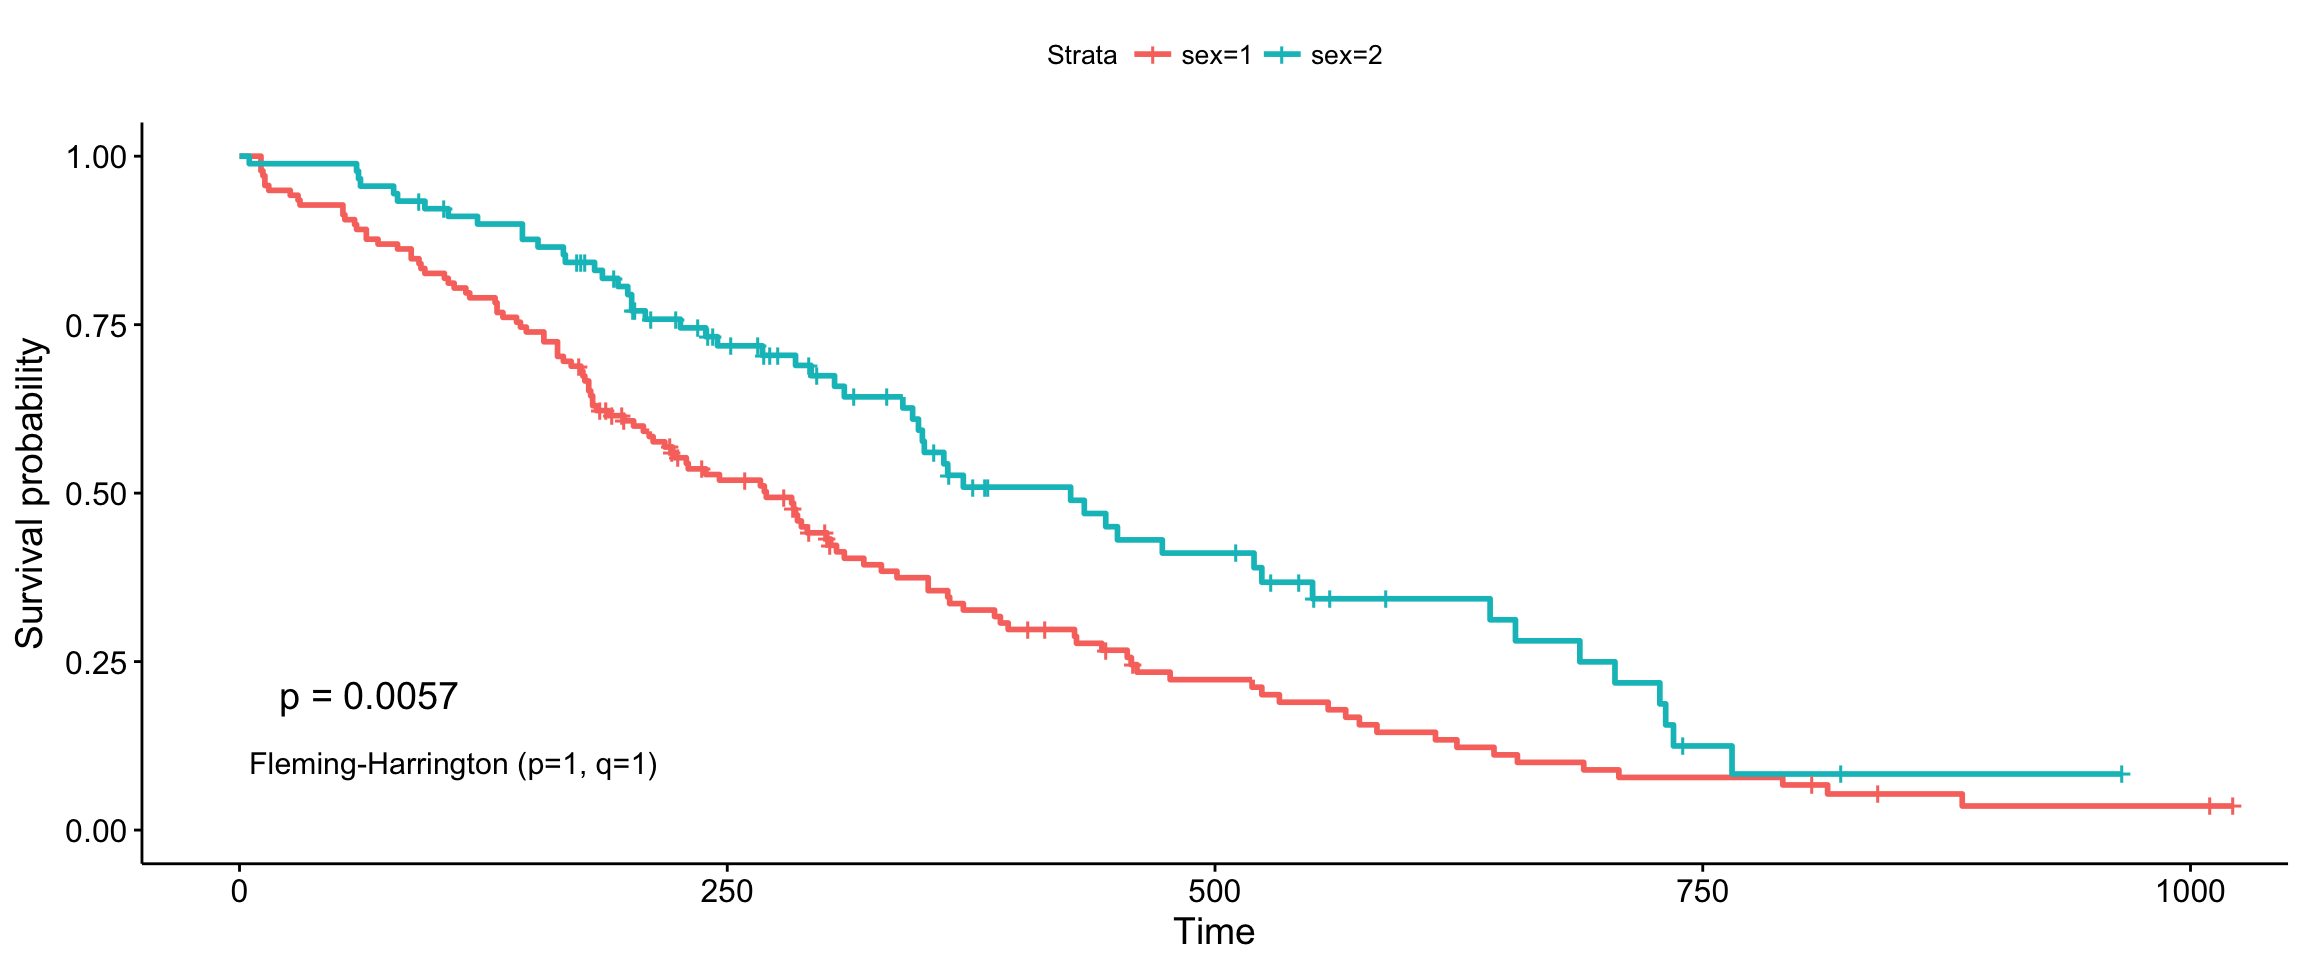 Strata sex=1 sex=2
Survival probability
1.00
0.75
0.50
0.25
0.00
p = 0.0057
Fleming-Harrington (p=1, q=1)
0 250 500 750 1000
Time